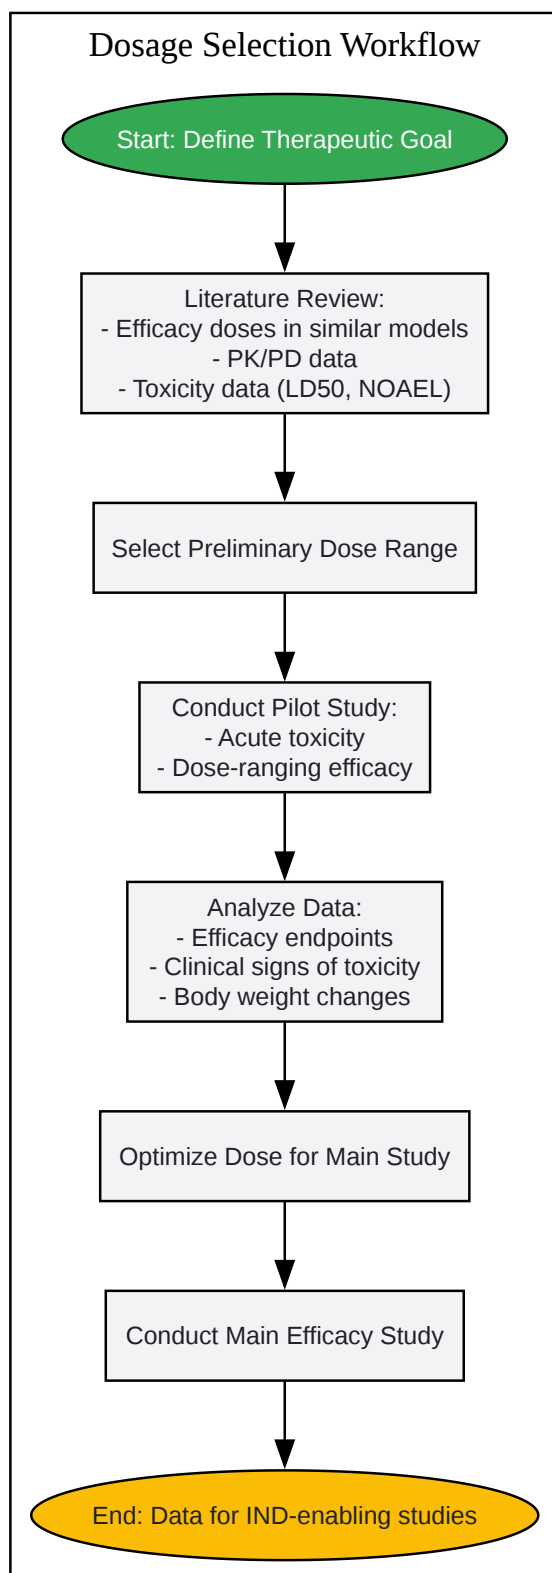 Dosage Selection Workflow
Start: Define Therapeutic Goal
Literature Review:
- Efficacy doses in similar models
- PK/PD data
- Toxicity data (LD50, NOAEL)
Select Preliminary Dose Range
Conduct Pilot Study:
- Acute toxicity
- Dose-ranging efficacy
Analyze Data:
- Efficacy endpoints
- Clinical signs of toxicity
- Body weight changes
Optimize Dose for Main Study
Conduct Main Efficacy Study
End: Data for IND-enabling studies